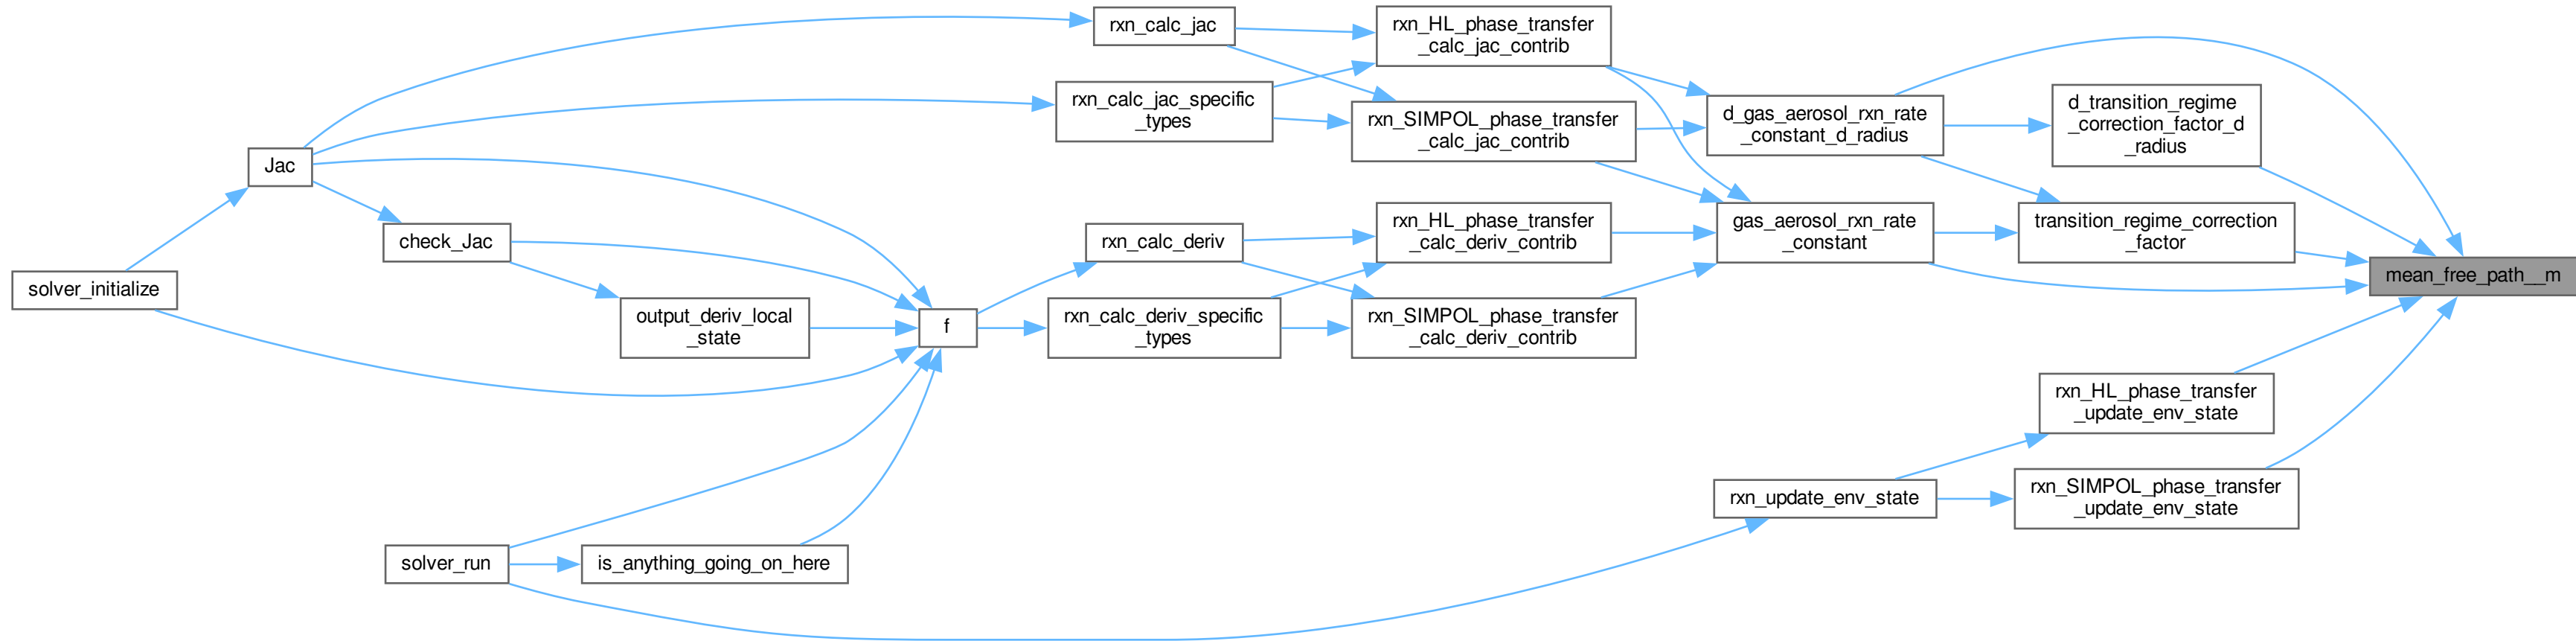 rxn_calc_jac
rxn_HL_phase_transfer
_calc_jac_contrib
rxn_calc_jac_specific
_types
rxn_SIMPOL_phase_transfer
_calc_jac_contrib
d_gas_aerosol_rxn_rate
_constant_d_radius
d_transition_regime
_correction_factor_d
_radius
Jac
check_Jac
rxn_calc_deriv
rxn_HL_phase_transfer
_calc_deriv_contrib
gas_aerosol_rxn_rate
_constant
transition_regime_correction
_factor
mean_free_path__m
solver_initialize
output_deriv_local
_state
f
rxn_calc_deriv_specific
_types
rxn_SIMPOL_phase_transfer
_calc_deriv_contrib
rxn_HL_phase_transfer
_update_env_state
rxn_update_env_state
rxn_SIMPOL_phase_transfer
_update_env_state
solver_run
is_anything_going_on_here